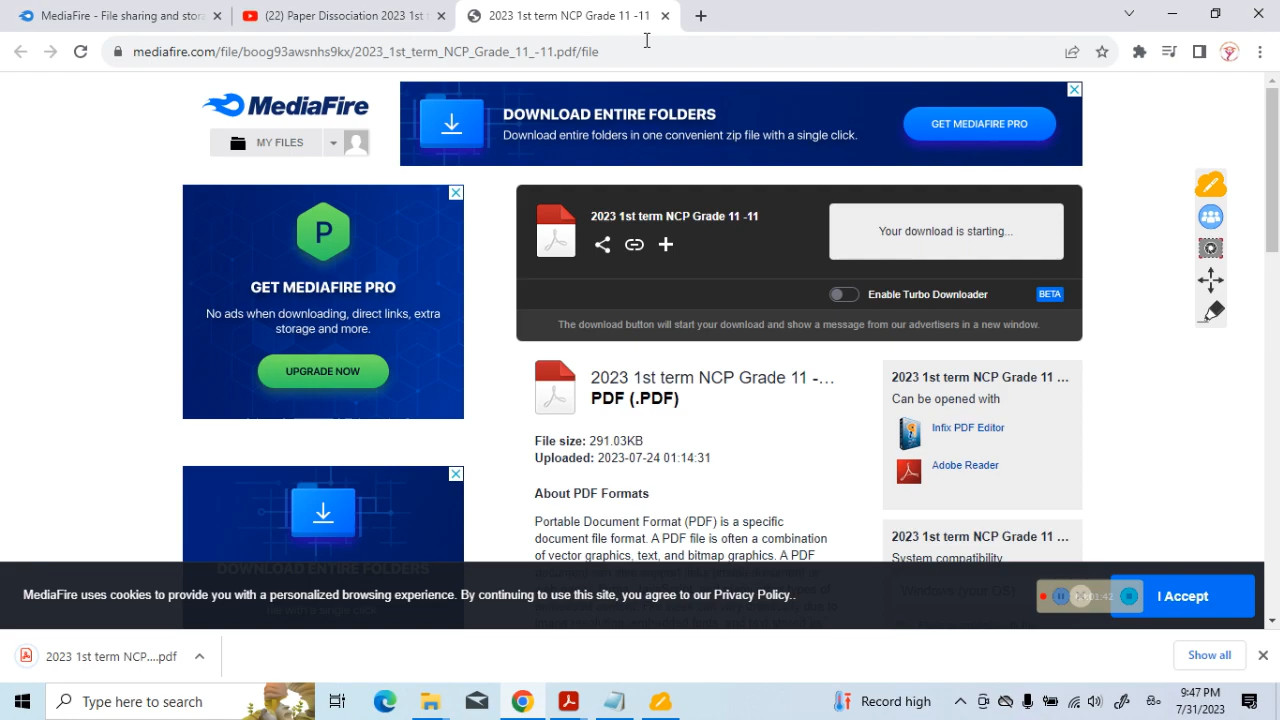 MediaFire - File sharing and stora
(22) Paper Dissociation 2023 1st t
2023 1st term NCP Grade 11 -11
mediafire.com/file/boog93awsnhs9kx/2023_1st_term_NCP_Grade_11_-11.pdf/file
MediaFire
MY FILES
DOWNLOAD ENTIRE FOLDERS
Download entire folders in one convenient zip file with a single click.
GET MEDIAFIRE PRO
P
GET MEDIAFIRE PRO
No ads when downloading, direct links, extra
storage and more.
UPGRADE NOW
2023 1st term NCP Grade 11 -11
Your download is starting...
Enable Turbo Downloader
BETA
The download button will start your download and show a message from our advertisers in a new window.
2023 1st term NCP Grade 11 -...
PDF (.PDF)
File size: 291.03KB
Uploaded: 2023-07-24 01:14:31
About PDF Formats
Portable Document Format (PDF) is a specific
document file format. A PDF file is often a combination
of vector graphics, text, and bitmap graphics. A PDF
2023 1st term NCP Grade 11 ...
Can be opened with
Infix PDF Editor
Adobe Reader
2023 1st term NCP Grade 11 ...
System compatibility
Windows (your OS)
DOWNLOAD ENTIRE FOLDERS
MediaFire uses cookies to provide you with a personalized browsing experience. By continuing to use this site, you agree to our Privacy Policy..
01:42
I Accept
2023 1st term NCP....pdf
Show all
Type here to search
Record high
9:47 PM
7/31/2023